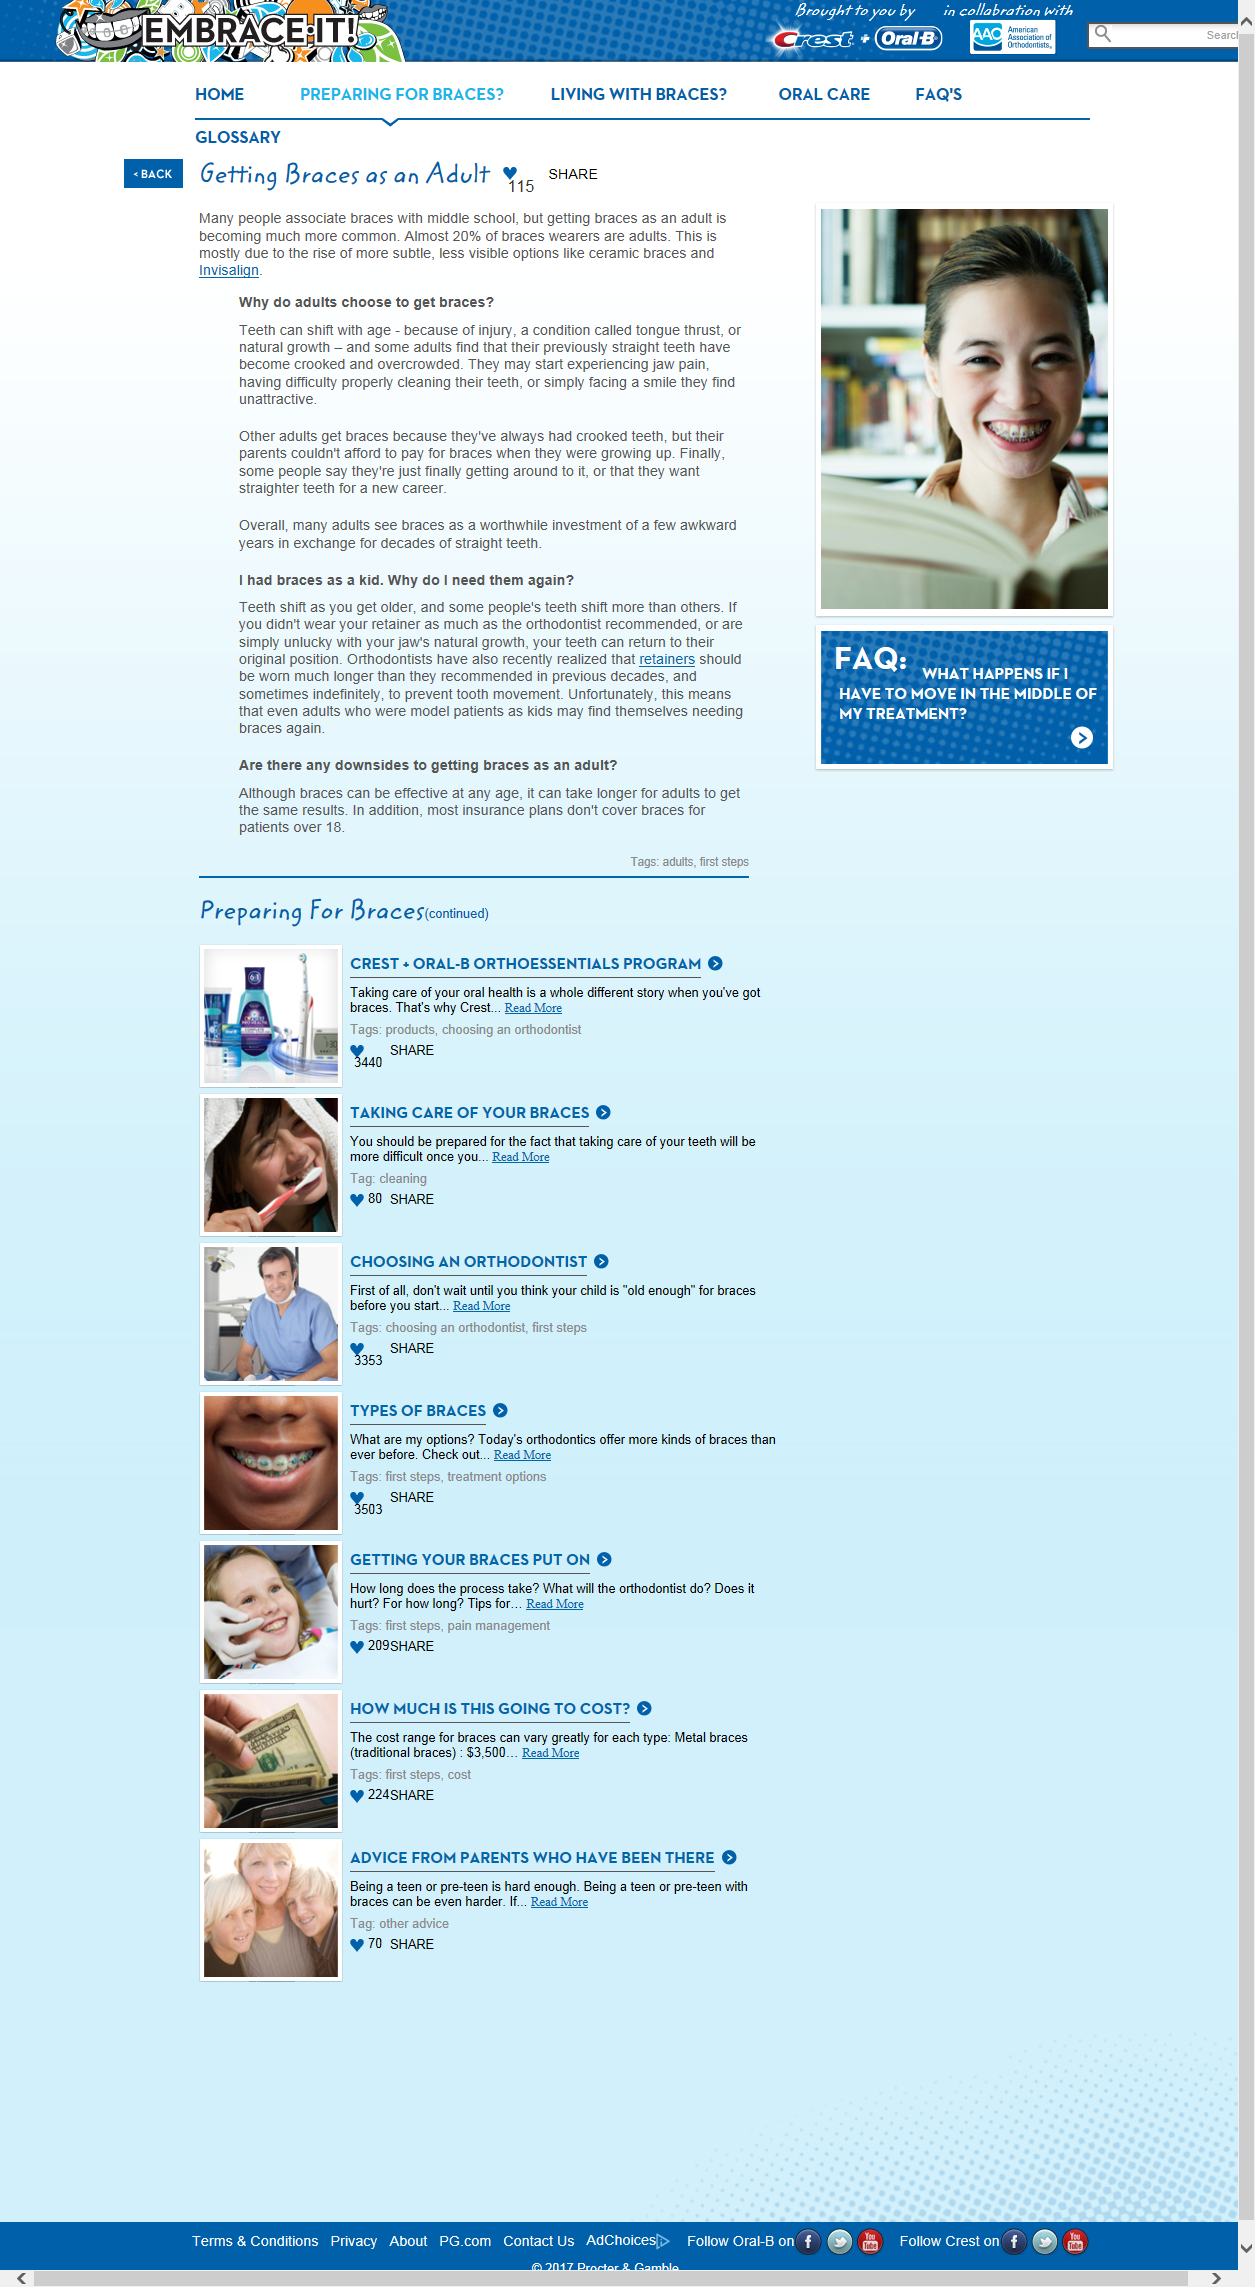 EMBRACE·IT!
Brought to you by in collabration with
Crest + Oral-B AAO American Association of Orthodontists
HOME PREPARING FOR BRACES? LIVING WITH BRACES? ORAL CARE FAQ'S
GLOSSARY
< BACK Getting Braces as an Adult 115 SHARE
Many people associate braces with middle school, but getting braces as an adult is
becoming much more common. Almost 20% of braces wearers are adults. This is
mostly due to the rise of more subtle, less visible options like ceramic braces and
Invisalign.
Why do adults choose to get braces?
Teeth can shift with age - because of injury, a condition called tongue thrust, or
natural growth – and some adults find that their previously straight teeth have
become crooked and overcrowded. They may start experiencing jaw pain,
having difficulty properly cleaning their teeth, or simply facing a smile they find
unattractive.
Other adults get braces because they've always had crooked teeth, but their
parents couldn't afford to pay for braces when they were growing up. Finally,
some people say they're just finally getting around to it, or that they want
straighter teeth for a new career.
Overall, many adults see braces as a worthwhile investment of a few awkward
years in exchange for decades of straight teeth.
I had braces as a kid. Why do I need them again?
Teeth shift as you get older, and some people's teeth shift more than others. If
you didn't wear your retainer as much as the orthodontist recommended, or are
simply unlucky with your jaw's natural growth, your teeth can return to their
original position. Orthodontists have also recently realized that retainers should
be worn much longer than they recommended in previous decades, and
sometimes indefinitely, to prevent tooth movement. Unfortunately, this means
that even adults who were model patients as kids may find themselves needing
braces again.
Are there any downsides to getting braces as an adult?
Although braces can be effective at any age, it can take longer for adults to get
the same results. In addition, most insurance plans don't cover braces for
patients over 18.
Tags: adults, first steps
FAQ: WHAT HAPPENS IF I
HAVE TO MOVE IN THE MIDDLE OF
MY TREATMENT?
Preparing For Braces(continued)
CREST + ORAL-B ORTHOESSENTIALS PROGRAM
Taking care of your oral health is a whole different story when you've got
braces. That's why Crest... Read More
Tags: products, choosing an orthodontist
3440 SHARE
TAKING CARE OF YOUR BRACES
You should be prepared for the fact that taking care of your teeth will be
more difficult once you... Read More
Tag: cleaning
80 SHARE
CHOOSING AN ORTHODONTIST
First of all, don't wait until you think your child is "old enough" for braces
before you start... Read More
Tags: choosing an orthodontist, first steps
3353 SHARE
TYPES OF BRACES
What are my options? Today's orthodontics offer more kinds of braces than
ever before. Check out... Read More
Tags: first steps, treatment options
3503 SHARE
GETTING YOUR BRACES PUT ON
How long does the process take? What will the orthodontist do? Does it
hurt? For how long? Tips for… Read More
Tags: first steps, pain management
209 SHARE
HOW MUCH IS THIS GOING TO COST?
The cost range for braces can vary greatly for each type: Metal braces
(traditional braces) : $3,500… Read More
Tags: first steps, cost
224 SHARE
ADVICE FROM PARENTS WHO HAVE BEEN THERE
Being a teen or pre-teen is hard enough. Being a teen or pre-teen with
braces can be even harder. If... Read More
Tag: other advice
70 SHARE
Terms & Conditions Privacy About PG.com Contact Us AdChoices Follow Oral-B on f You Tube Follow Crest on f You Tube
© 2017 Procter & Gamble